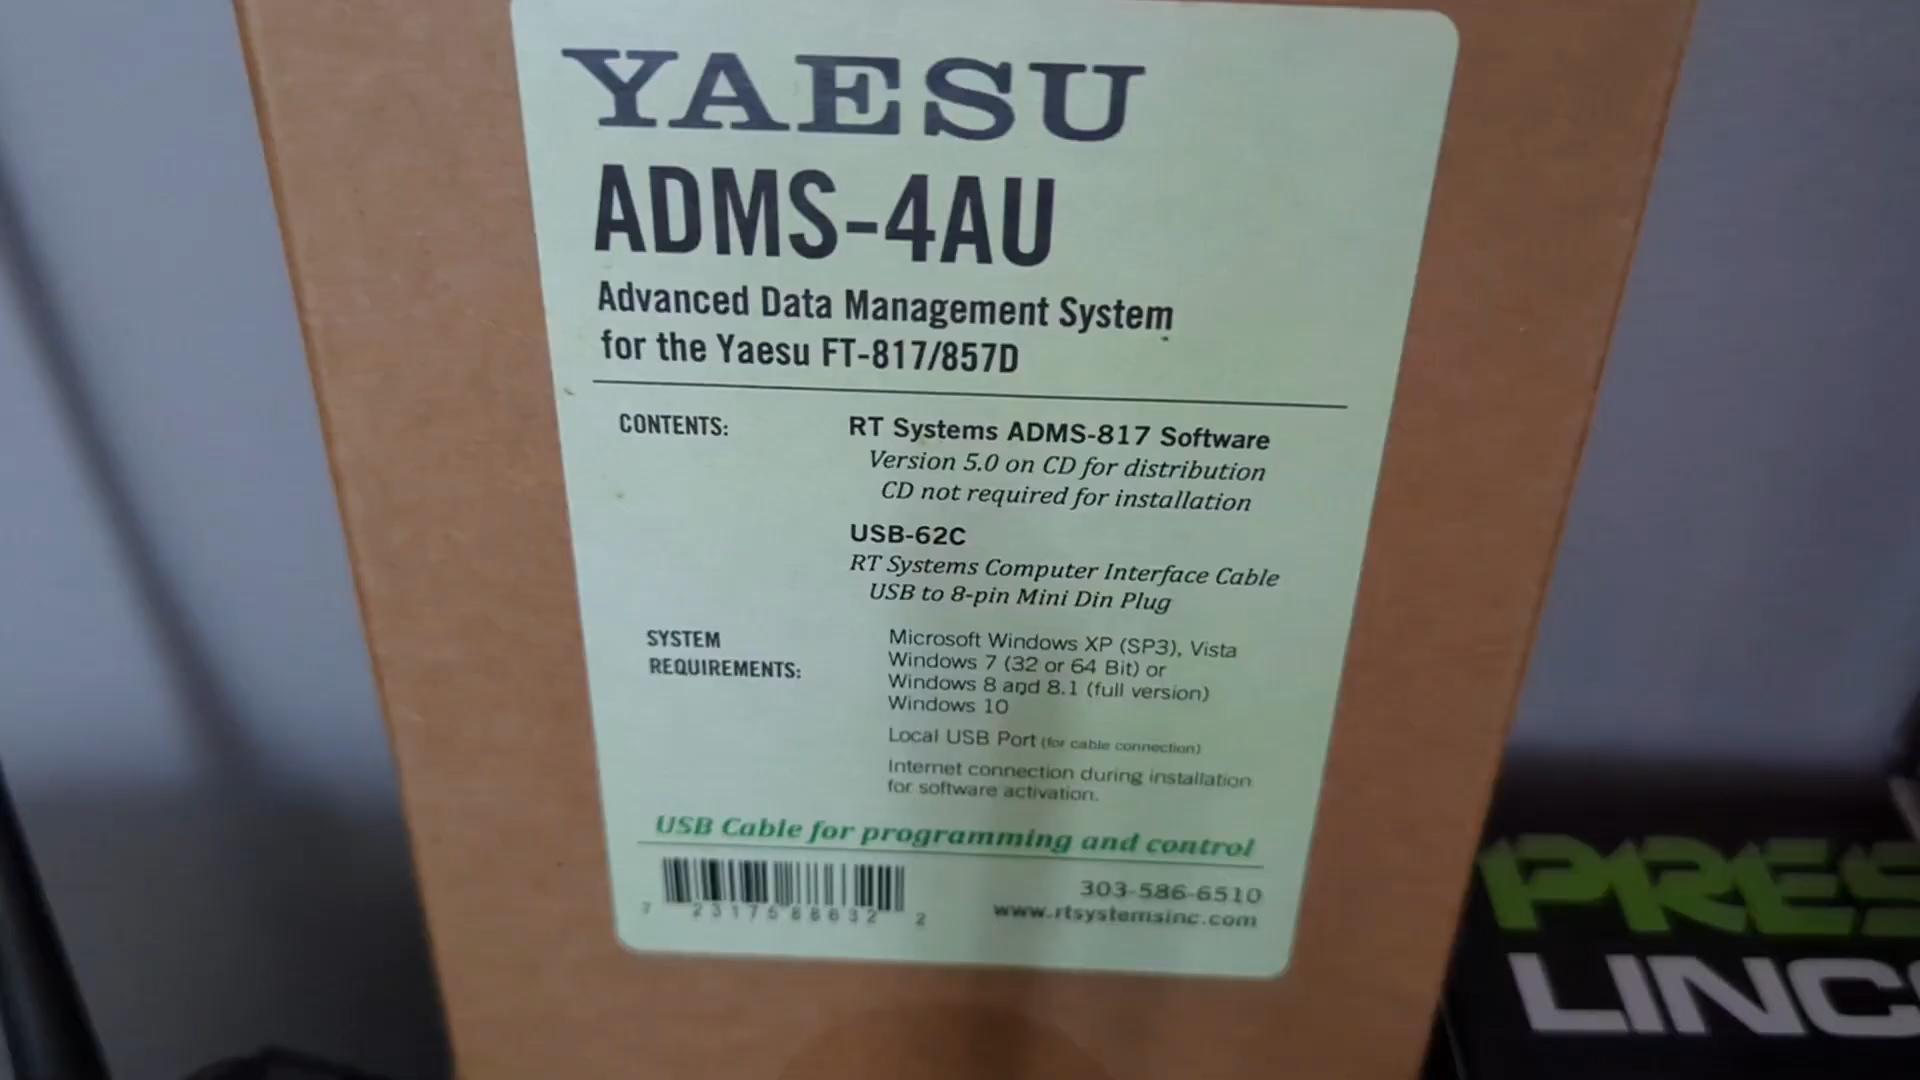 YAESU
ADMS-4AU
Advanced Data Management System
for the Yaesu FT-817/857D
CONTENTS:
RT Systems ADMS-817 Software
Version 5.0 on CD for distribution
CD not required for installation
USB-62C
RT Systems Computer Interface Cable
USB to 8-pin Mini Din Plug
SYSTEM
REQUIREMENTS:
Microsoft Windows XP (SP3), Vista
Windows 7 (32 or 64 Bit) or
Windows 8 and 8.1 (full version)
Windows 10
Local USB Port (for cable connection)
Internet connection during installation
for software activation.
USB Cable for programming and control
7 23175 88632 2
303-586-6510
www.rtsystemsinc.com